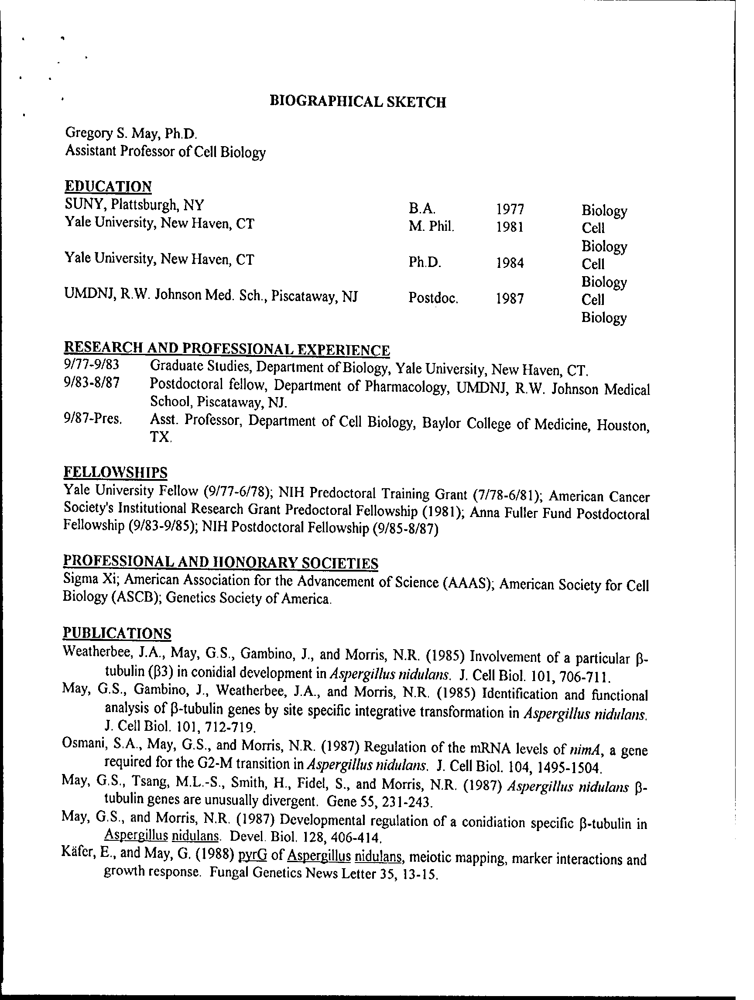 BIOGRAPHICAL SKETCH
Gregory S. May, Ph.D.
Assistant Professor of Cell Biology
EDUCATION
SUNY, Plattsburgh, NY B.A. 1977 Biology
Yale University, New Haven, CT M. Phil. 1981 Cell
Biology
Yale University, New Haven, CT Ph.D. 1984 Cell
Biology
UMDNJ, R.W. Johnson Med. Sch., Piscataway, NJ Postdoc. 1987 Cell
Biology
RESEARCH AND PROFESSIONAL EXPERIENCE
9/77-9/83 Graduate Studies, Department of Biology, Yale University, New Haven, CT.
9/83-8/87 Postdoctoral fellow, Department of Pharmacology, UMDNJ, R.W. Johnson Medical
School, Piscataway, NJ.
9/87-Pres. Asst. Professor, Department of Cell Biology, Baylor College of Medicine, Houston,
TX.
FELLOWSHIPS
Yale University Fellow (9/77-6/78); NIH Predoctoral Training Grant (7/78-6/81); American Cancer
Society's Institutional Research Grant Predoctoral Fellowship (1981); Anna Fuller Fund Postdoctoral
Fellowship (9/83-9/85); NIH Postdoctoral Fellowship (9/85-8/87)
PROFESSIONAL AND HONORARY SOCIETIES
Sigma Xi; American Association for the Advancement of Science (AAAS); American Society for Cell
Biology (ASCB); Genetics Society of America.
PUBLICATIONS
Weatherbee, J.A., May, G.S., Gambino, J., and Morris, N.R. (1985) Involvement of a particular β-
tubulin (β3) in conidial development in Aspergillus nidulans. J. Cell Biol. 101, 706-711.
May, G.S., Gambino, J., Weatherbee, J.A., and Morris, N.R. (1985) Identification and functional
analysis of β-tubulin genes by site specific integrative transformation in Aspergillus nidulans.
J. Cell Biol. 101, 712-719.
Osmani, S.A., May, G.S., and Morris, N.R. (1987) Regulation of the mRNA levels of nimA, a gene
required for the G2-M transition in Aspergillus nidulans. J. Cell Biol. 104, 1495-1504.
May, G.S., Tsang, M.L.-S., Smith, H., Fidel, S., and Morris, N.R. (1987) Aspergillus nidulans β-
tubulin genes are unusually divergent. Gene 55, 231-243.
May, G.S., and Morris, N.R. (1987) Developmental regulation of a conidiation specific β-tubulin in
Aspergillus nidulans. Devel. Biol. 128, 406-414.
Käfer, E., and May, G. (1988) pyrG of Aspergillus nidulans, meiotic mapping, marker interactions and
growth response. Fungal Genetics News Letter 35, 13-15.